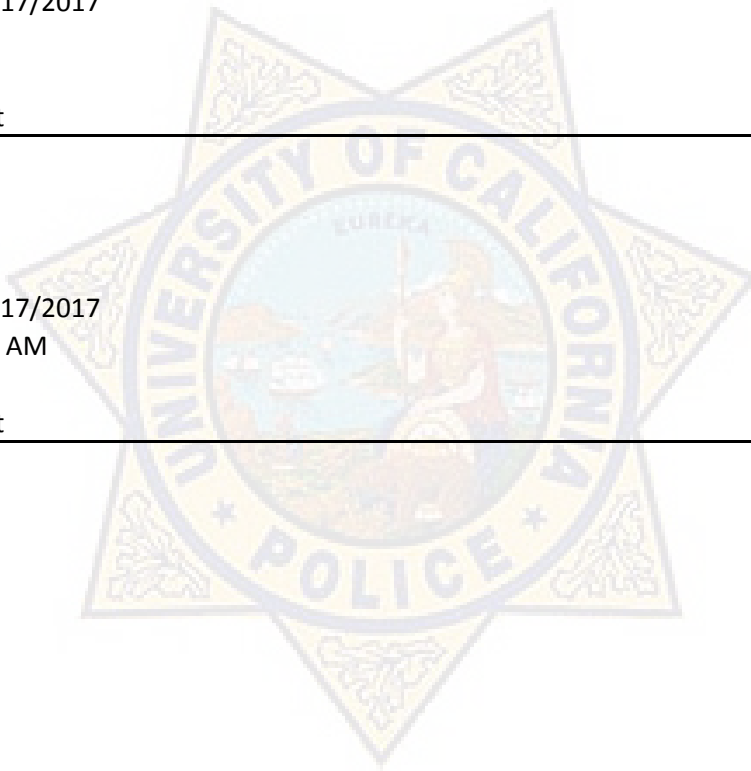 17/2017
t
17/2017
AM
t
UNIVERSITY OF CALIFORNIA
EUREKA
* POLICE *